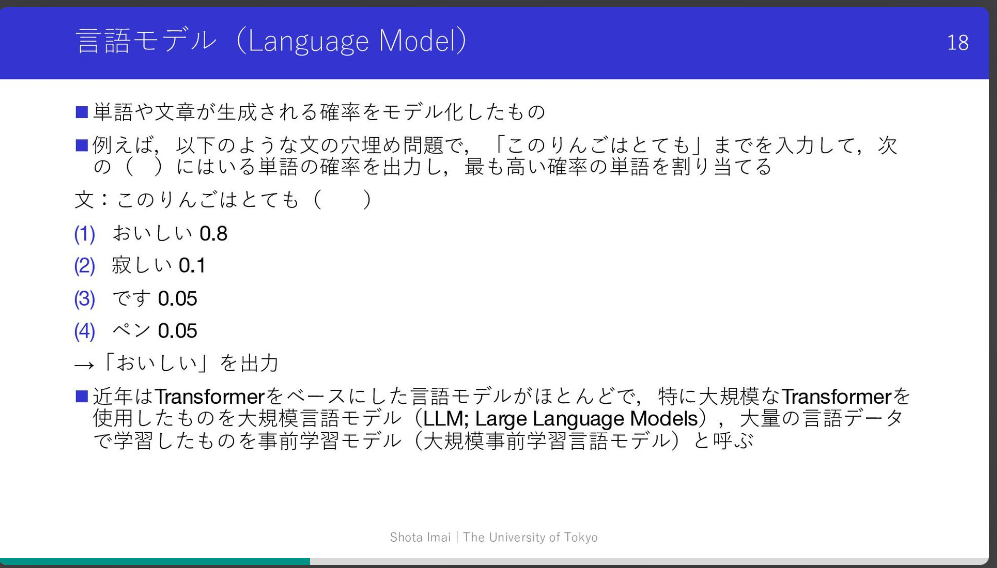 言語モデル（Language Model）
18
■単語や文章が生成される確率をモデル化したもの
■例えば，以下のような文の穴埋め問題で，「このりんごはとても」までを入力して，次
の（　）にはいる単語の確率を出力し，最も高い確率の単語を割り当てる
文：このりんごはとても（　　）
(1) おいしい 0.8
(2) 寂しい 0.1
(3) です 0.05
(4) ペン 0.05
→「おいしい」を出力
■近年はTransformerをベースにした言語モデルがほとんどで，特に大規模なTransformerを
使用したものを大規模言語モデル（LLM; Large Language Models），大量の言語データ
で学習したものを事前学習モデル（大規模事前学習言語モデル）と呼ぶ
Shota Imai | The University of Tokyo